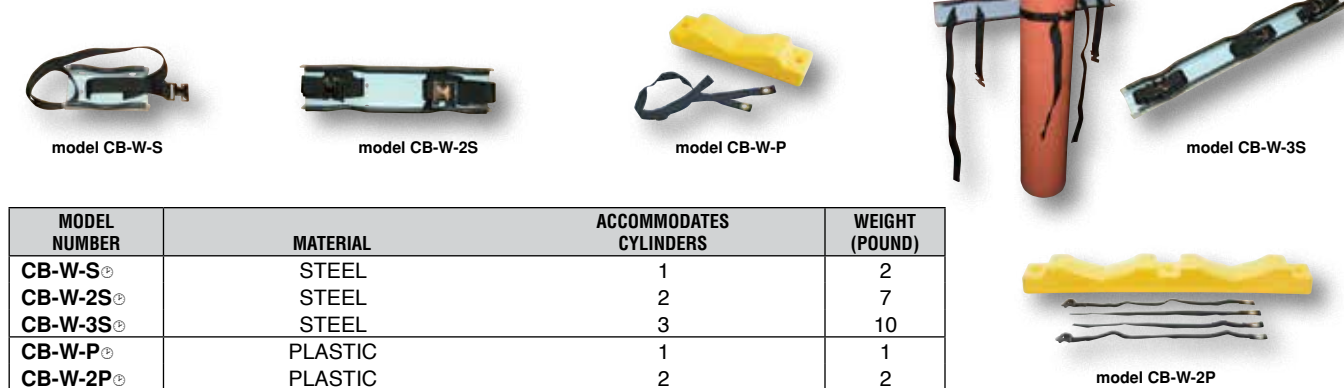 model CB-W-S
model CB-W-2S
model CB-W-P
model CB-W-3S
MODEL NUMBER MATERIAL ACCOMMODATES CYLINDERS WEIGHT (POUND)
CB-W-S STEEL 1 2
CB-W-2S STEEL 2 7
CB-W-3S STEEL 3 10
CB-W-P PLASTIC 1 1
CB-W-2P PLASTIC 2 2
model CB-W-2P